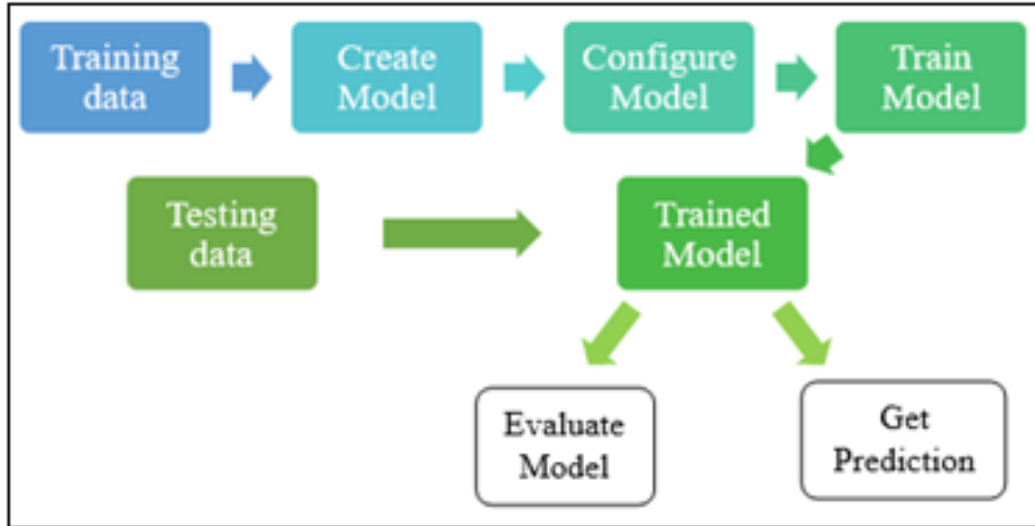 Training
data
Create
Model
Configure
Model
Train
Model
Testing
data
Trained
Model
Evaluate
Model
Get
Prediction